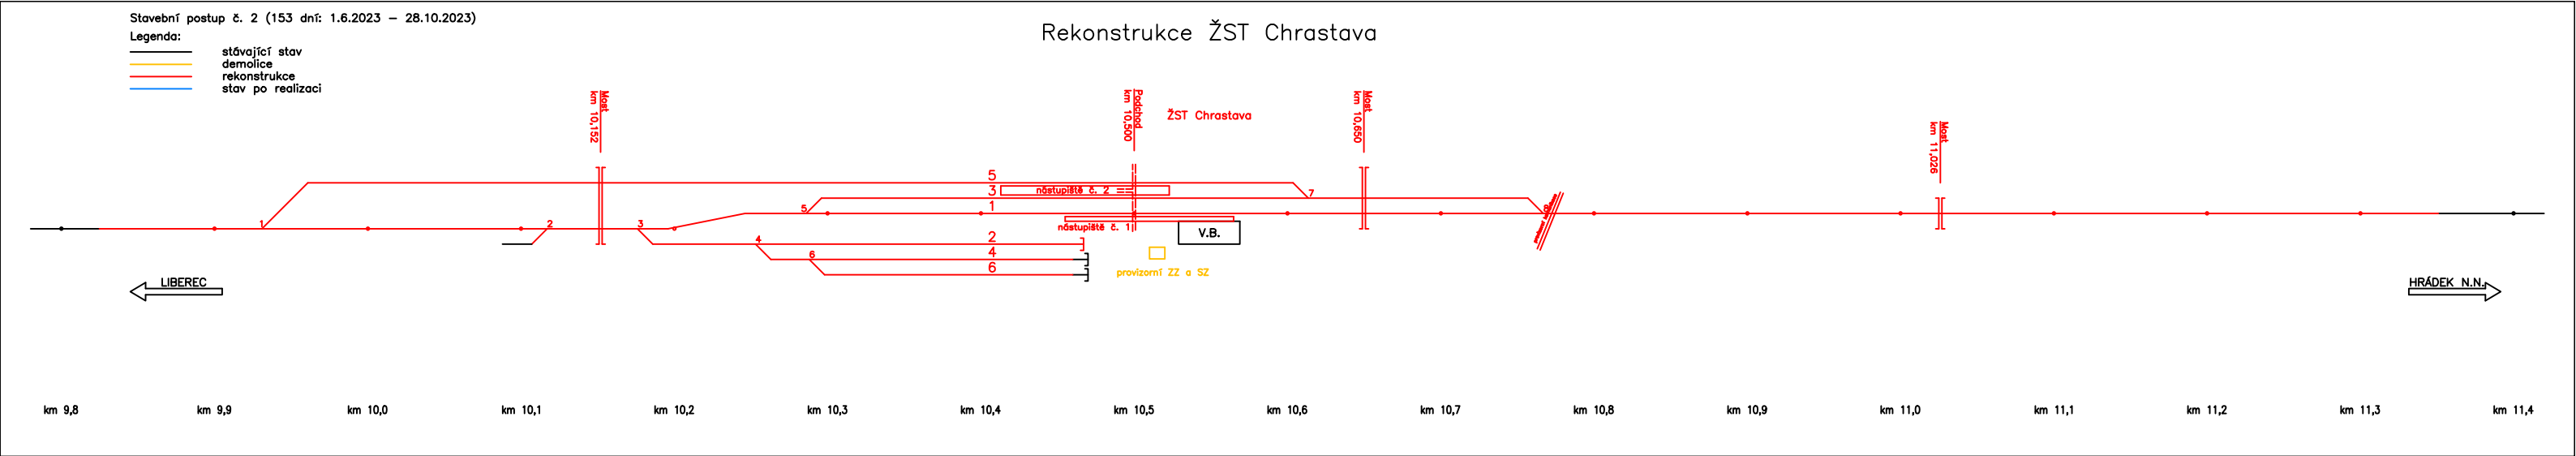 Stavební postup č. 2 (153 dní: 1.6.2023 – 28.10.2023)
Rekonstrukce ŽST Chrastava
Legenda:
stávající stav
demolice
rekonstrukce
stav po realizaci
Most
km 10,152
Podchod
km 10,500
ŽST Chrastava
Most
km 10,650
Most
km 11,026
5
3
nástupiště č. 2
7
1
5
8
1
2
3
nástupiště č. 1
V.B.
4
2
6
4
6
provizorní ZZ a SZ
LIBEREC
HRÁDEK N.N.
km 9,8
km 9,9
km 10,0
km 10,1
km 10,2
km 10,3
km 10,4
km 10,5
km 10,6
km 10,7
km 10,8
km 10,9
km 11,0
km 11,1
km 11,2
km 11,3
km 11,4